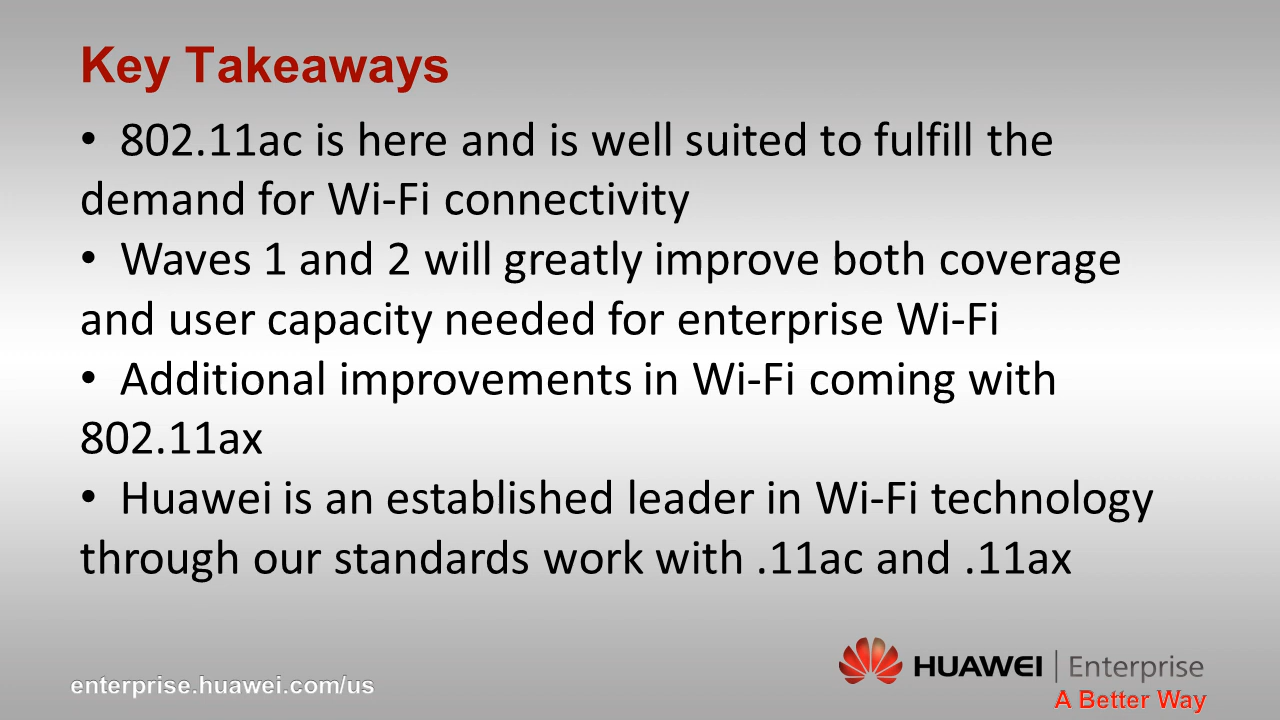 Key Takeaways
• 802.11ac is here and is well suited to fulfill the
demand for Wi-Fi connectivity
• Waves 1 and 2 will greatly improve both coverage
and user capacity needed for enterprise Wi-Fi
• Additional improvements in Wi-Fi coming with
802.11ax
• Huawei is an established leader in Wi-Fi technology
through our standards work with .11ac and .11ax
enterprise.huawei.com/us
HUAWEI | Enterprise
A Better Way